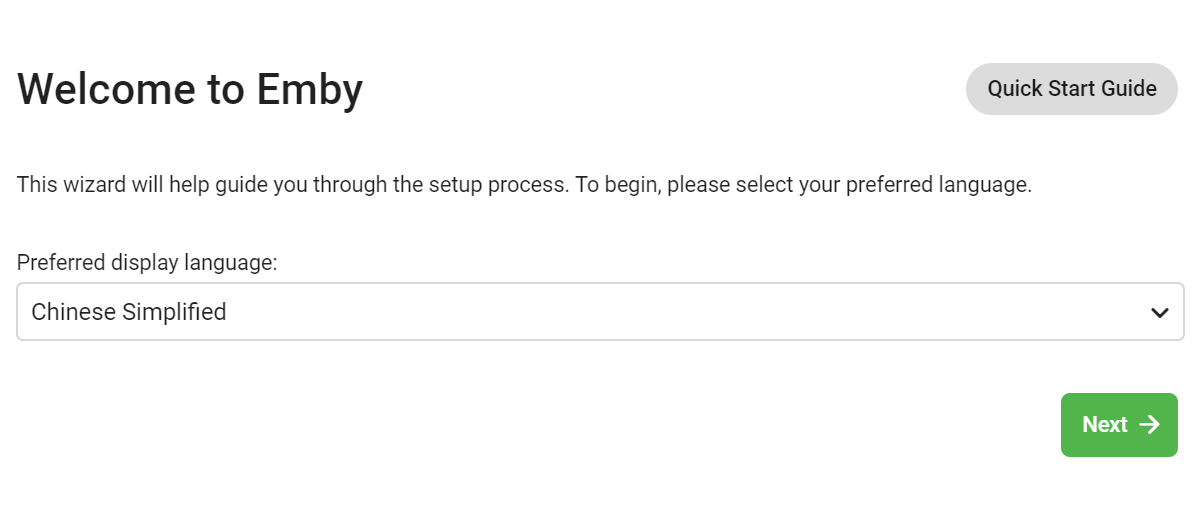 Welcome to Emby
Quick Start Guide
This wizard will help guide you through the setup process. To begin, please select your preferred language.
Preferred display language:
Chinese Simplified
Next